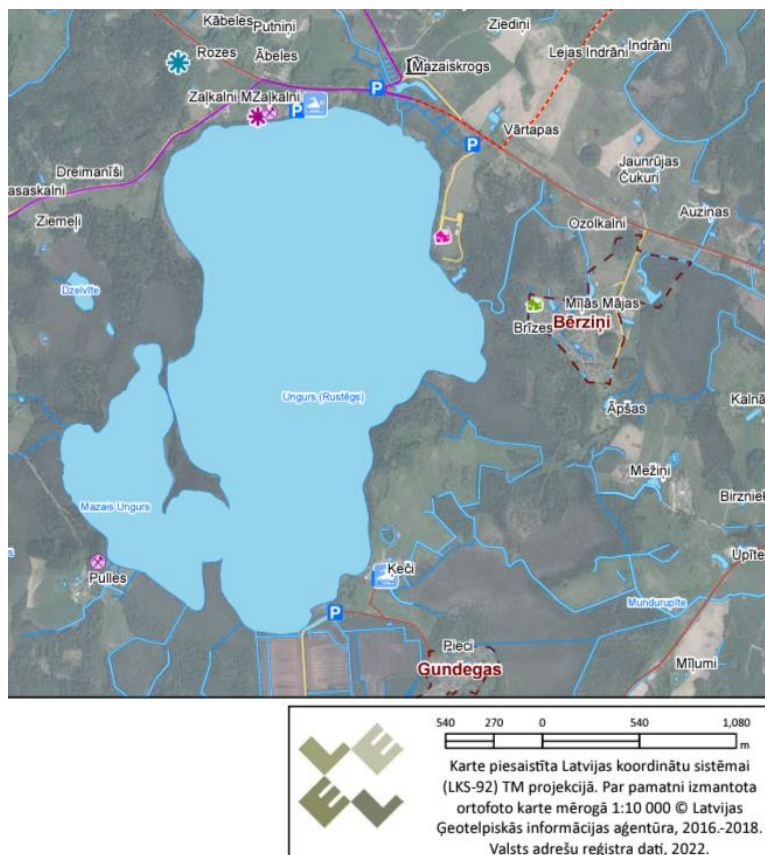 Kābeles
Putniņi
Ziediņi
Rozes
Ābeles
Lejas Indrāni
Indrāni
Mazaiskrogs
Zaļkalni
MZaļkalni
P
P
Vārtapas
P
Dreimanīši
Jaunrūjas
Čukuri
asaskalni
Auziņas
Ziemeļi
Ozolkalni
Dzelvīte
Mīļās Mājas
Bērziņi
Brīzes
Ungurs (Rustēgs)
Āpšas
Kalnā
Mežiņi
Mazais Ungurs
Birzniek
Pulles
Ķeči
Upīte
Mundurupīte
P
Pieci
Gundegas
Mīļumi
540 270 0 540 1,080
m
Karte piesaistīta Latvijas koordinātu sistēmai
(LKS-92) TM projekcijā. Par pamatni izmantota
ortofoto karte mērogā 1:10 000 © Latvijas
Ģeotelpiskās informācijas aģentūra, 2016.-2018.
Valsts adrešu reģistra dati, 2022.